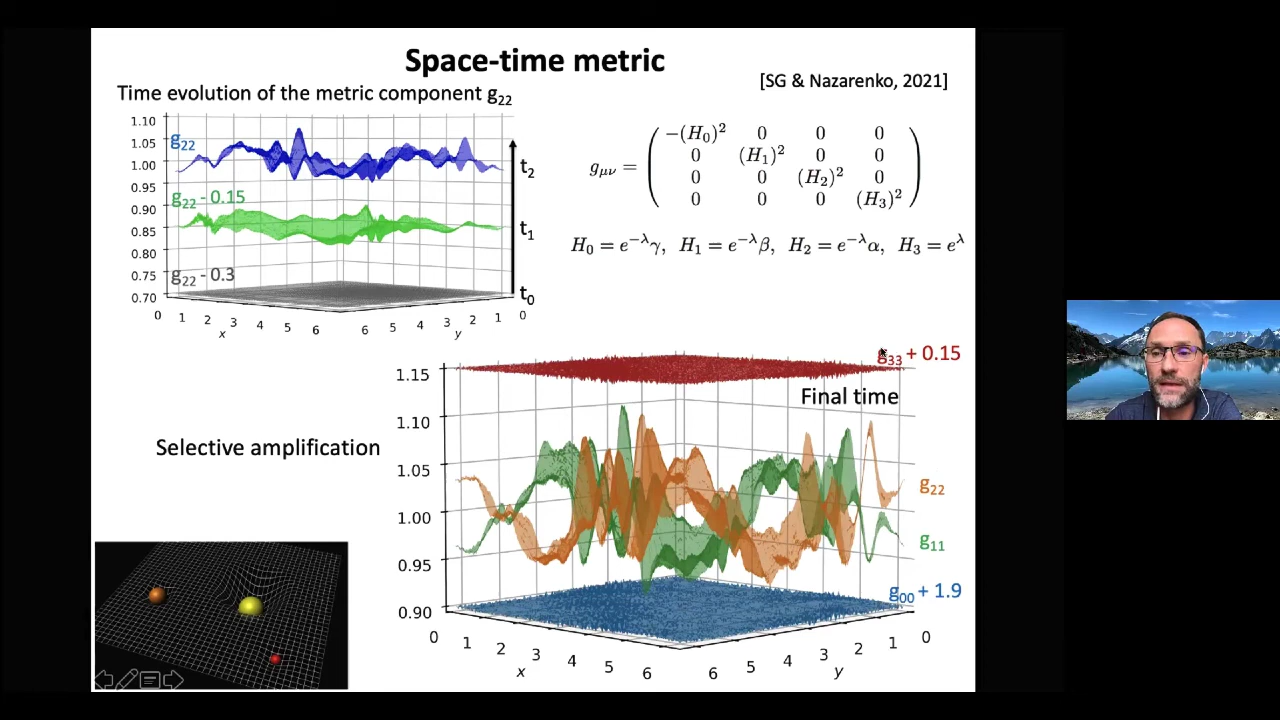 Space-time metric
[SG & Nazarenko, 2021]
Time evolution of the metric component g₂₂
1.10
1.05
1.00
0.95
0.90
0.85
0.80
0.75
0.70
g₂₂
g₂₂ - 0.15
g₂₂ - 0.3
t₂
t₁
t₀
0 1 2 3 4 5 6
x
6 5 4 3 2 1 0
y
gμν =
−(H₀)² 0 0 0
0 (H₁)² 0 0
0 0 (H₂)² 0
0 0 0 (H₃)²
H₀ = e^−λ γ, H₁ = e^−λ β, H₂ = e^−λ α, H₃ = e^λ
g₃₃ + 0.15
Final time
Selective amplification
1.15
1.10
1.05
1.00
0.95
0.90
g₂₂
g₁₁
g₀₀ + 1.9
0 1 2 3 4 5 6
x
6 5 4 3 2 1 0
y